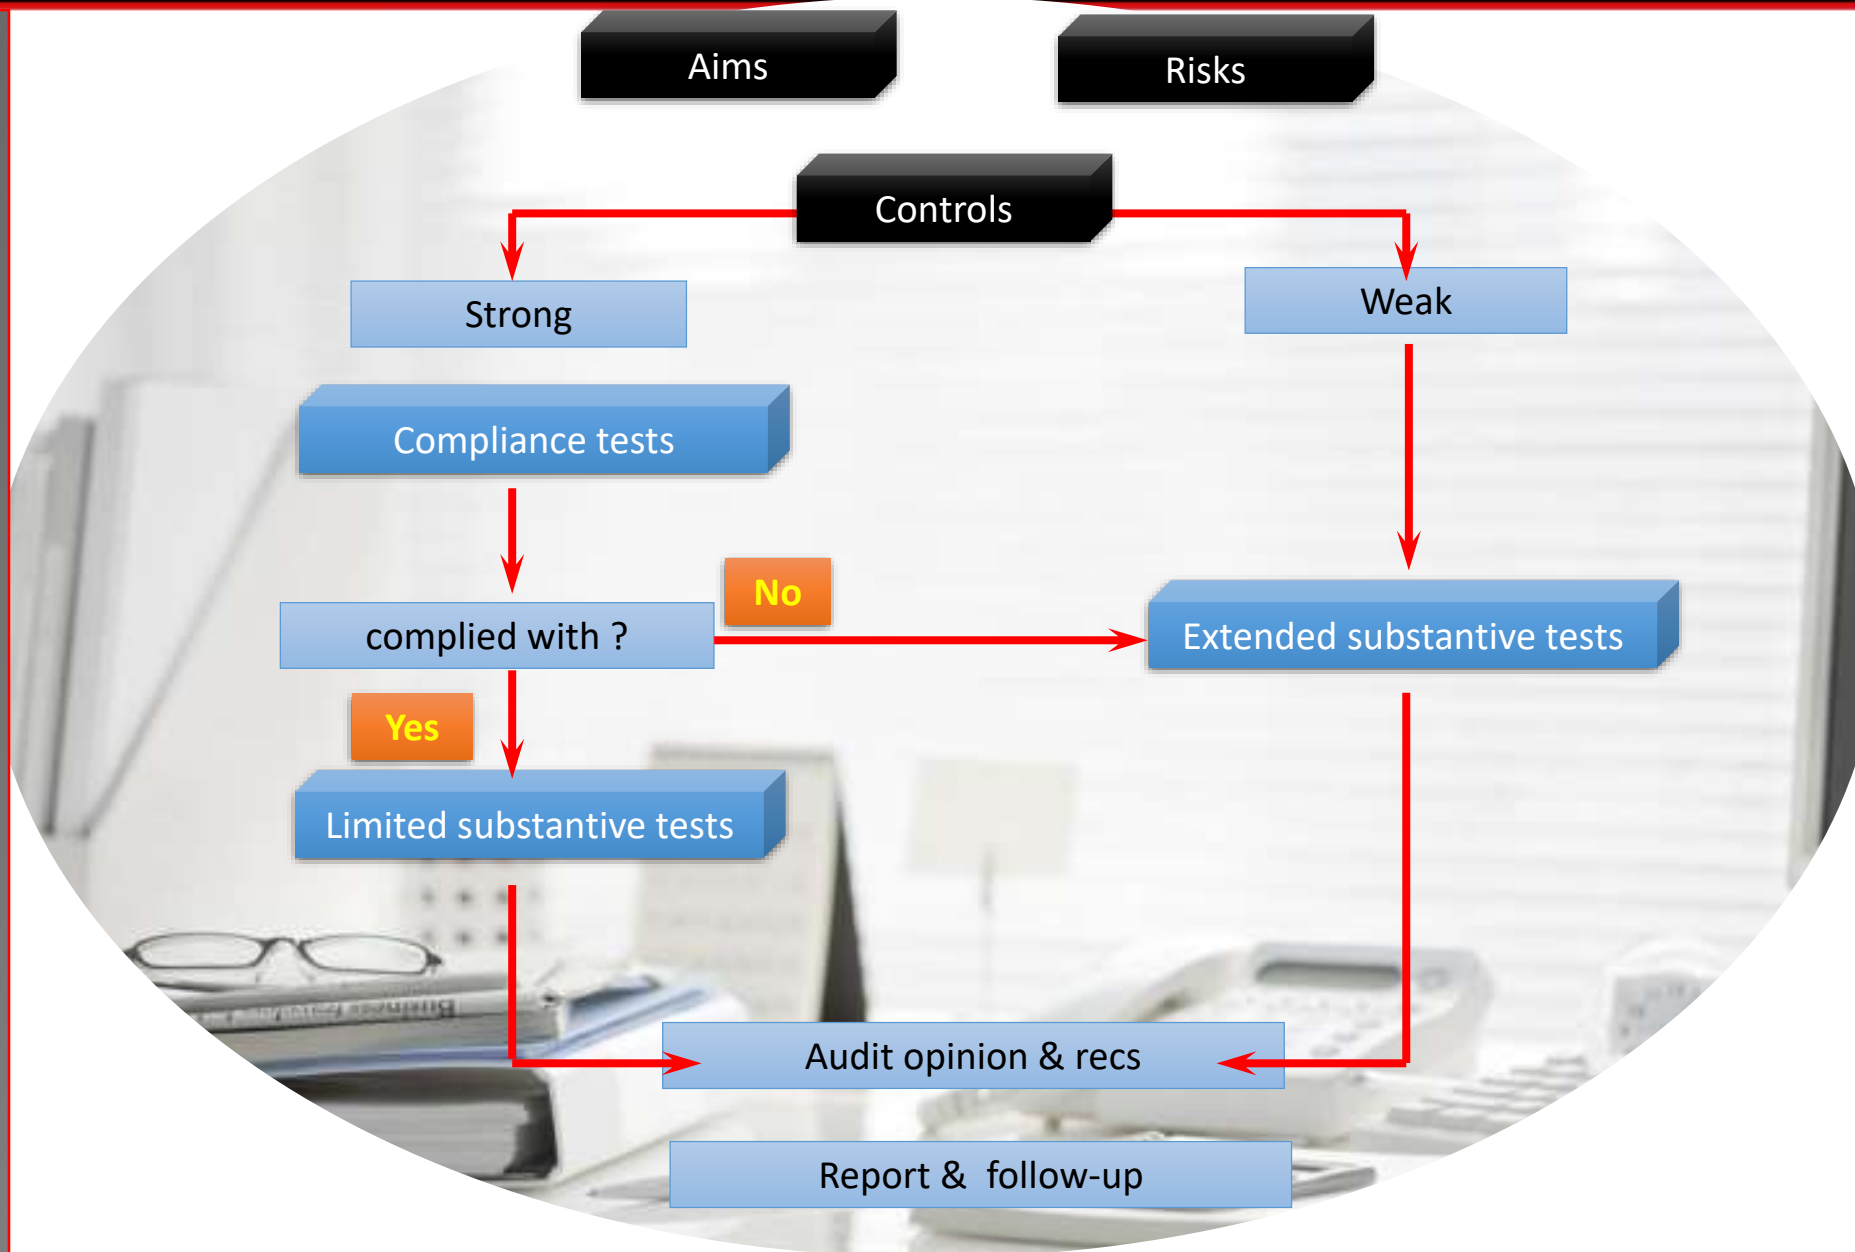 Aims
Risks
Controls
Strong
Weak
Compliance tests
No
complied with ?
Extended substantive tests
Yes
Limited substantive tests
Business
Audit opinion & recs
Report &  follow-up